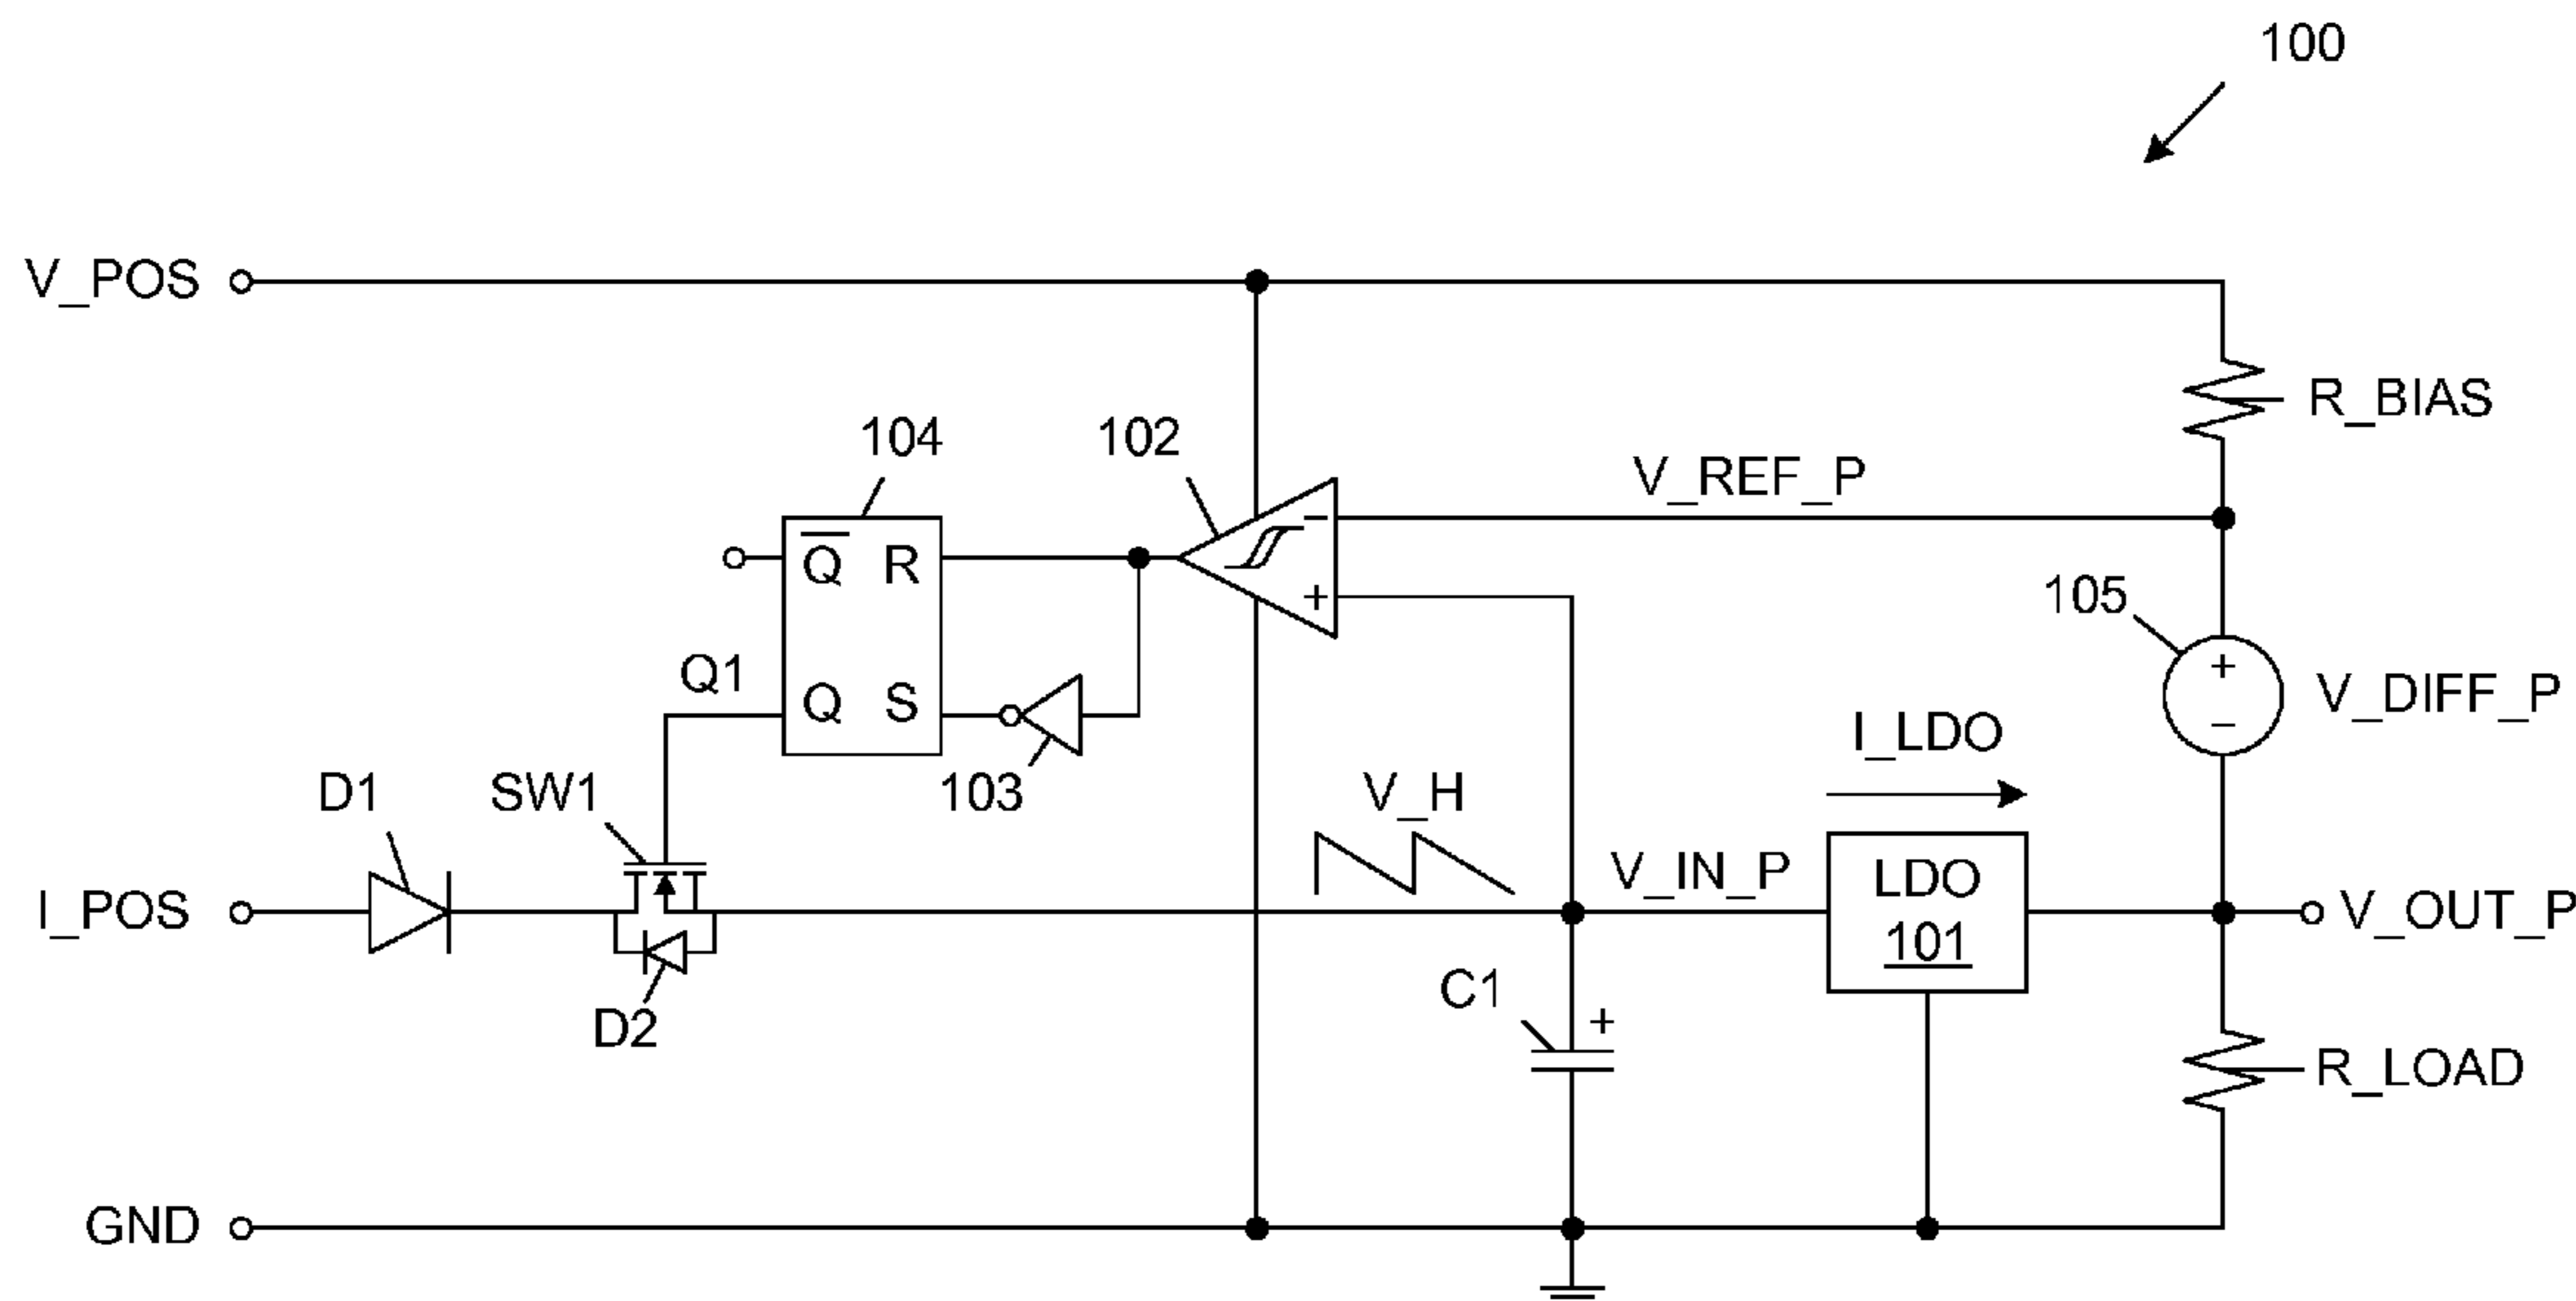 100
V_POS
R_BIAS
104
102
V_REF_P
Q R
−
+
105
V_DIFF_P
+
−
Q1
Q S
I_LDO
D1
SW1
103
V_H
V_IN_P
LDO
101
I_POS
V_OUT_P
D2
C1
+
R_LOAD
GND